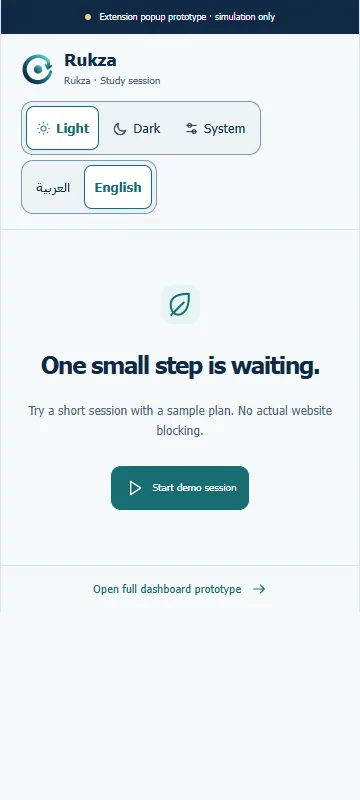 Extension popup prototype · simulation only
Rukza
Rukza · Study session
Light Dark System
العربية English
One small step is waiting.
Try a short session with a sample plan. No actual website
blocking.
Start demo session
Open full dashboard prototype